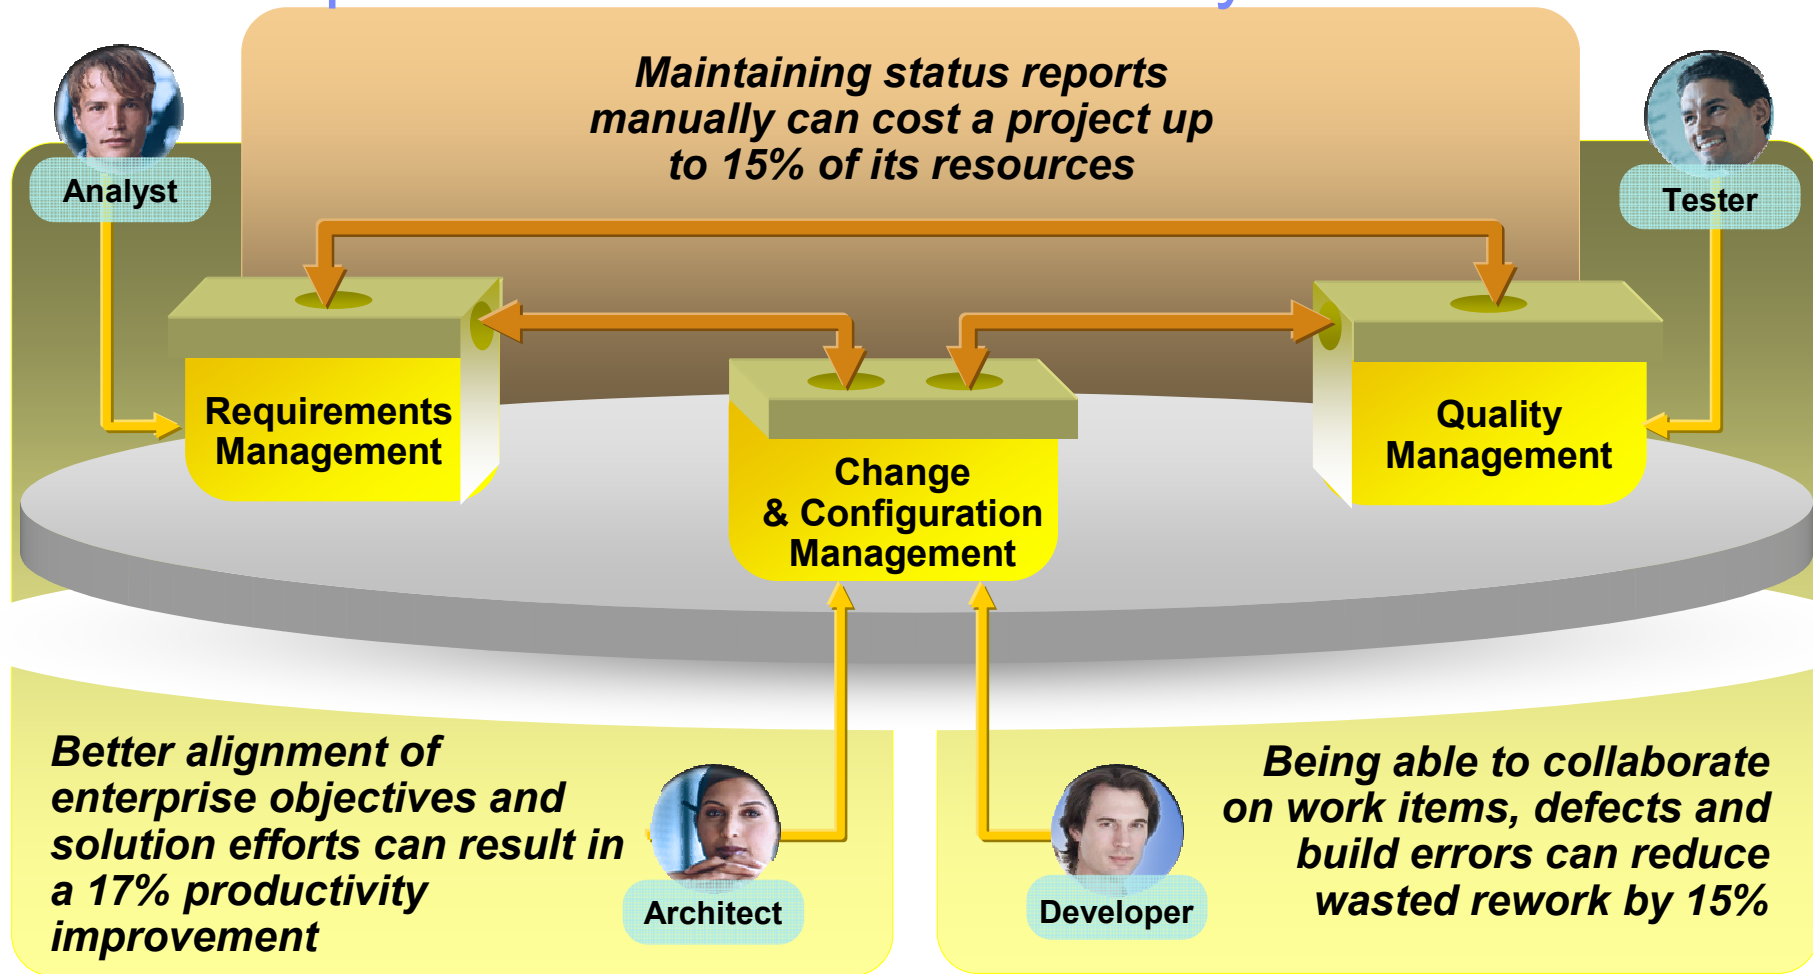 Maintaining status reports
manually can cost a project up
to 15% of its resources
Analyst
Tester
Requirements
Management
Quality
Management
Change
& Configuration
Management
Better alignment of
enterprise objectives and
solution efforts can result in
a 17% productivity
improvement
Architect
Developer
Being able to collaborate
on work items, defects and
build errors can reduce
wasted rework by 15%